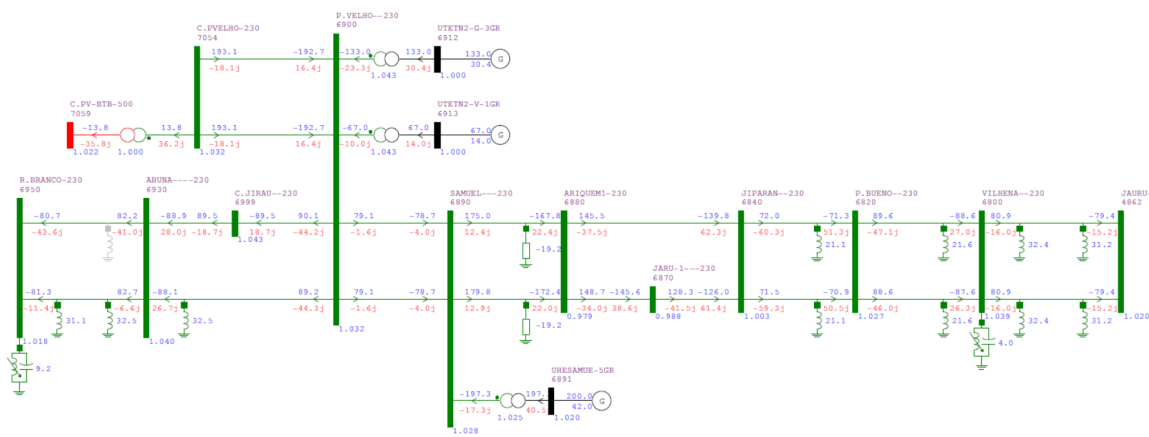 P.VELHO--230
6900
C.PVELHO-230
7054
UTETN2-G-3GR
6912
193.1
-192.7
-133.0
133.0
133.0
G
-18.1j
16.4j
-23.3j
30.4j
30.4
1.043
1.000
C.PV-BTB-500
7059
UTETN2-V-1GR
6913
-13.8
13.8
193.1
-192.7
-67.0
67.0
67.0
G
-35.8j
36.2j
-18.1j
16.4j
-10.0j
14.0j
14.0
1.022
1.000
1.032
1.043
1.000
R.BRANCO-230
6950
ABUNA----230
6930
C.JIRAU--230
6999
SAMUEL---230
6890
ARIQUEM1-230
6880
JIPARAN--230
6840
P.BUENO--230
6820
VILHENA--230
6800
JAURU-
4862
-80.7
82.2
-88.9
89.5
-89.5
90.1
79.1
-78.7
175.0
-167.8
145.5
-139.8
72.0
-71.3
89.6
-88.6
80.9
-79.4
-43.6j
-41.0j
28.0j
-18.7j
18.7j
-44.2j
-1.6j
-4.0j
12.4j
22.4j
-37.5j
62.3j
-60.3j
51.3j
-47.1j
27.0j
-16.0j
-15.2j
1.043
-19.2
21.1
21.6
32.4
31.2
JARU-1---230
6870
-81.3
82.7
-88.1
89.2
79.1
-78.7
179.8
-172.4
148.7
-145.6
128.3
-126.0
71.5
-70.9
88.6
-87.6
80.9
-79.4
-11.4j
-6.6j
26.7j
-44.3j
-1.6j
-4.0j
12.9j
22.0j
-34.0j
38.6j
-41.5j
61.4j
-59.3j
50.5j
-46.0j
26.3j
-16.0j
-15.2j
31.1
32.5
32.5
1.032
-19.2
0.979
0.988
1.003
21.1
1.027
21.6
1.039
32.4
31.2
1.020
1.018
1.040
9.2
4.0
UHESAMUE-5GR
6891
-197.3
200.0
G
-17.3j
40.5j
42.0
1.025
1.020
1.028